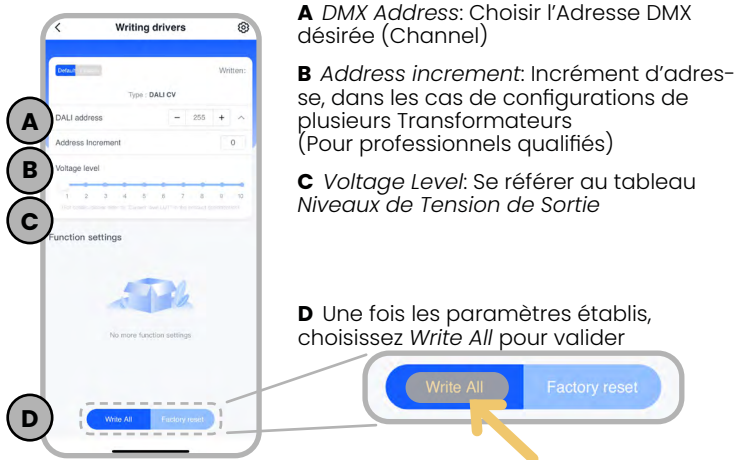 Writing drivers
Default
Written:
Type : DALI CV
A
DALI address
- 255 +
Address Increment
0
B
Voltage level
1 2 3 4 5 6 7 8 9 10
C
Function settings
No more function settings
D
Write All
Factory reset
A DMX Address: Choisir l’Adresse DMX
désirée (Channel)
B Address increment: Incrément d’adres-
se, dans les cas de configurations de
plusieurs Transformateurs
(Pour professionnels qualifiés)
C Voltage Level: Se référer au tableau
Niveaux de Tension de Sortie
D Une fois les paramètres établis,
choisissez Write All pour valider
Write All
Factory reset